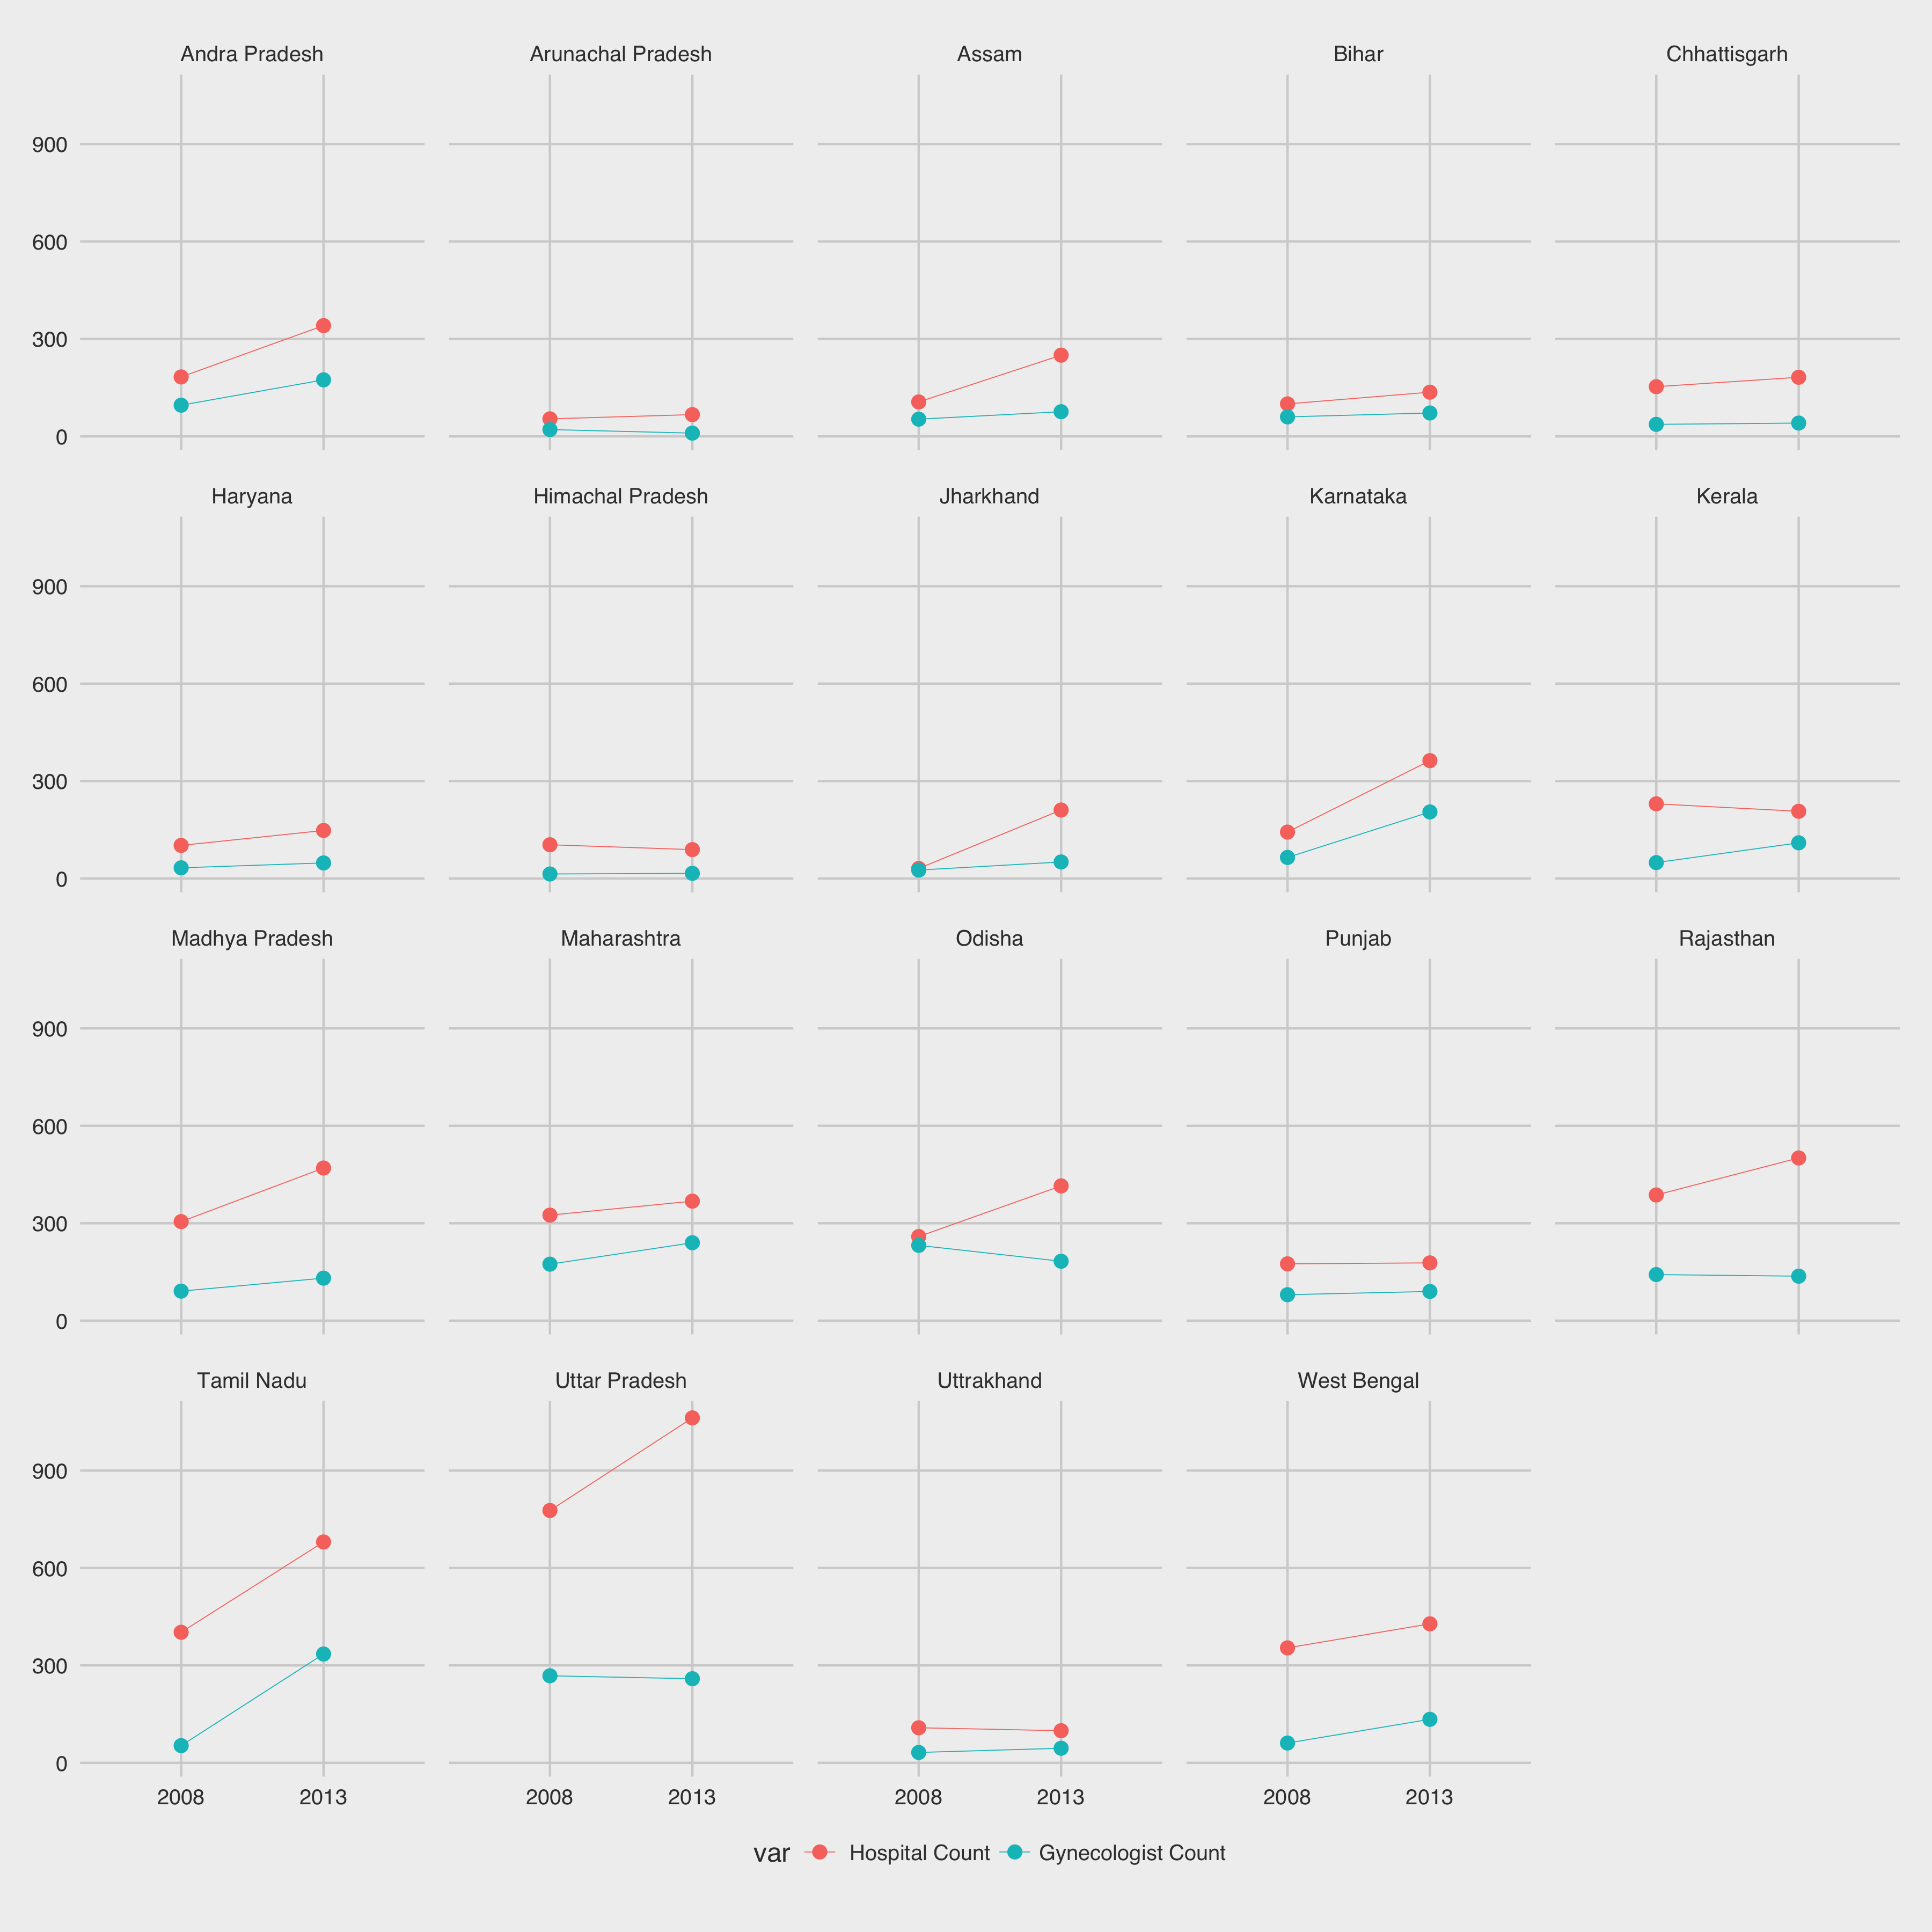 Andra Pradesh Arunachal Pradesh Assam Bihar Chhattisgarh
900
600
300
0
Haryana Himachal Pradesh Jharkhand Karnataka Kerala
900
600
300
0
Madhya Pradesh Maharashtra Odisha Punjab Rajasthan
900
600
300
0
Tamil Nadu Uttar Pradesh Uttrakhand West Bengal
900
600
300
0
2008 2013 2008 2013 2008 2013 2008 2013
var Hospital Count Gynecologist Count